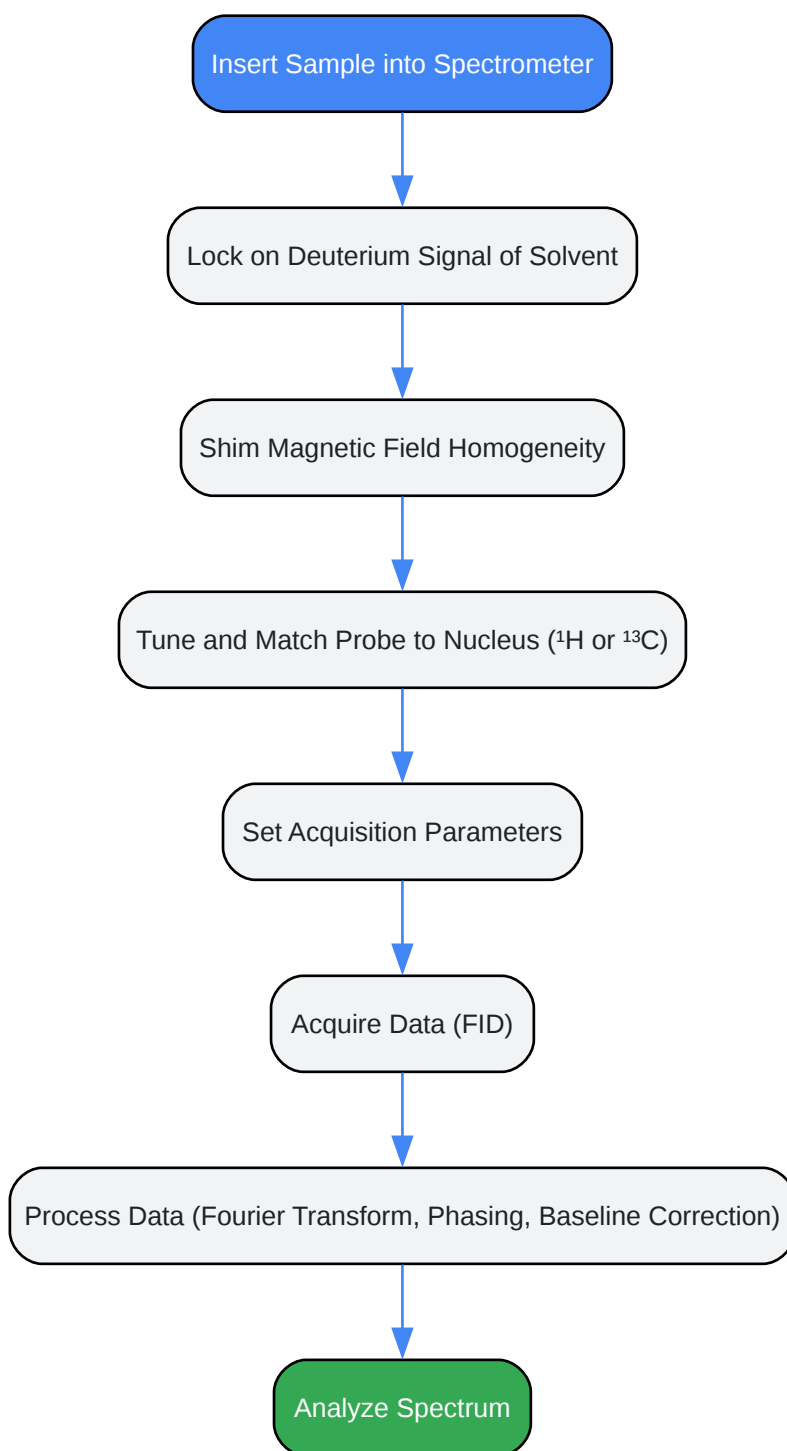 Insert Sample into Spectrometer
Lock on Deuterium Signal of Solvent
Shim Magnetic Field Homogeneity
Tune and Match Probe to Nucleus (¹H or ¹³C)
Set Acquisition Parameters
Acquire Data (FID)
Process Data (Fourier Transform, Phasing, Baseline Correction)
Analyze Spectrum